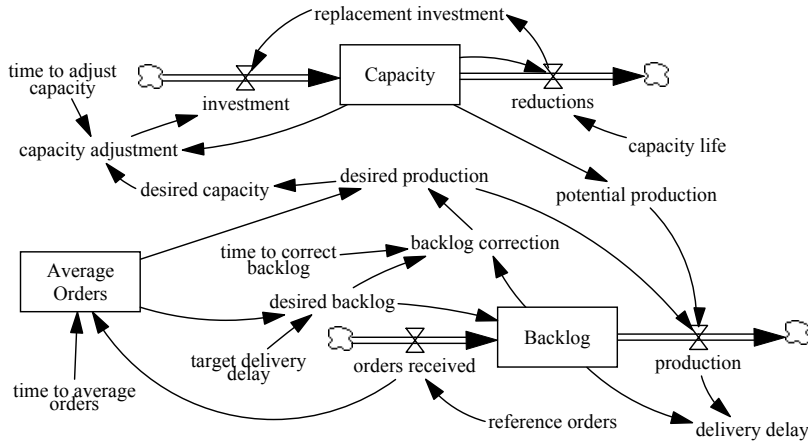 replacement investment
time to adjust
capacity
Capacity
investment
reductions
capacity adjustment
capacity life
desired capacity
desired production
potential production
time to correct
backlog
backlog correction
Average
Orders
desired backlog
target delivery
delay
orders received
Backlog
production
time to average
orders
reference orders
delivery delay